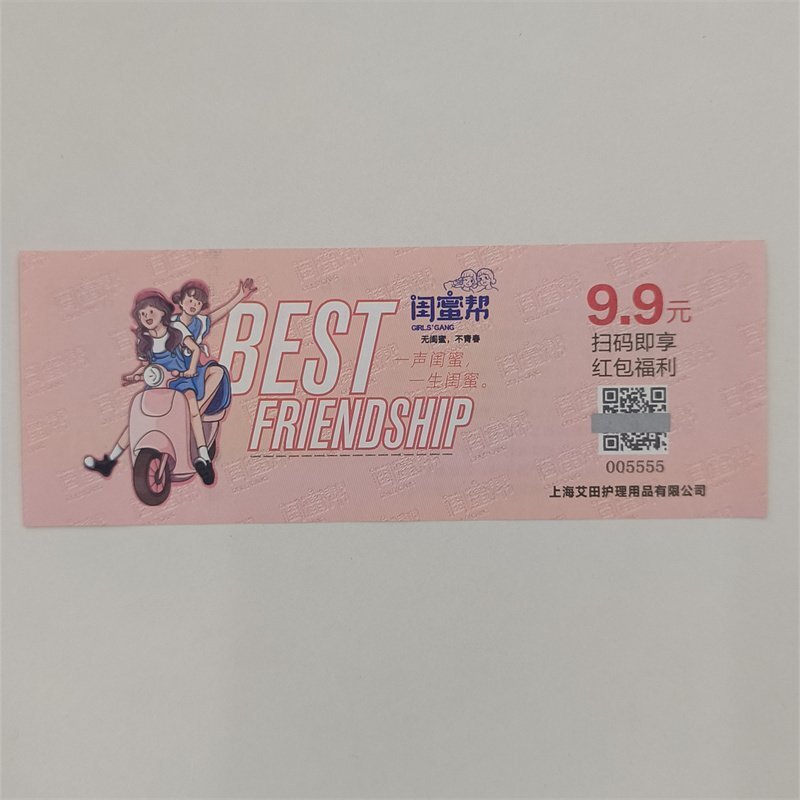 BEST
FRIENDSHIP
闺蜜帮
GIRLS'GANG
无闺蜜，不青春
一声闺蜜，
一生闺蜜。
9.9元
扫码即享
红包福利
005555
上海艾田护理用品有限公司